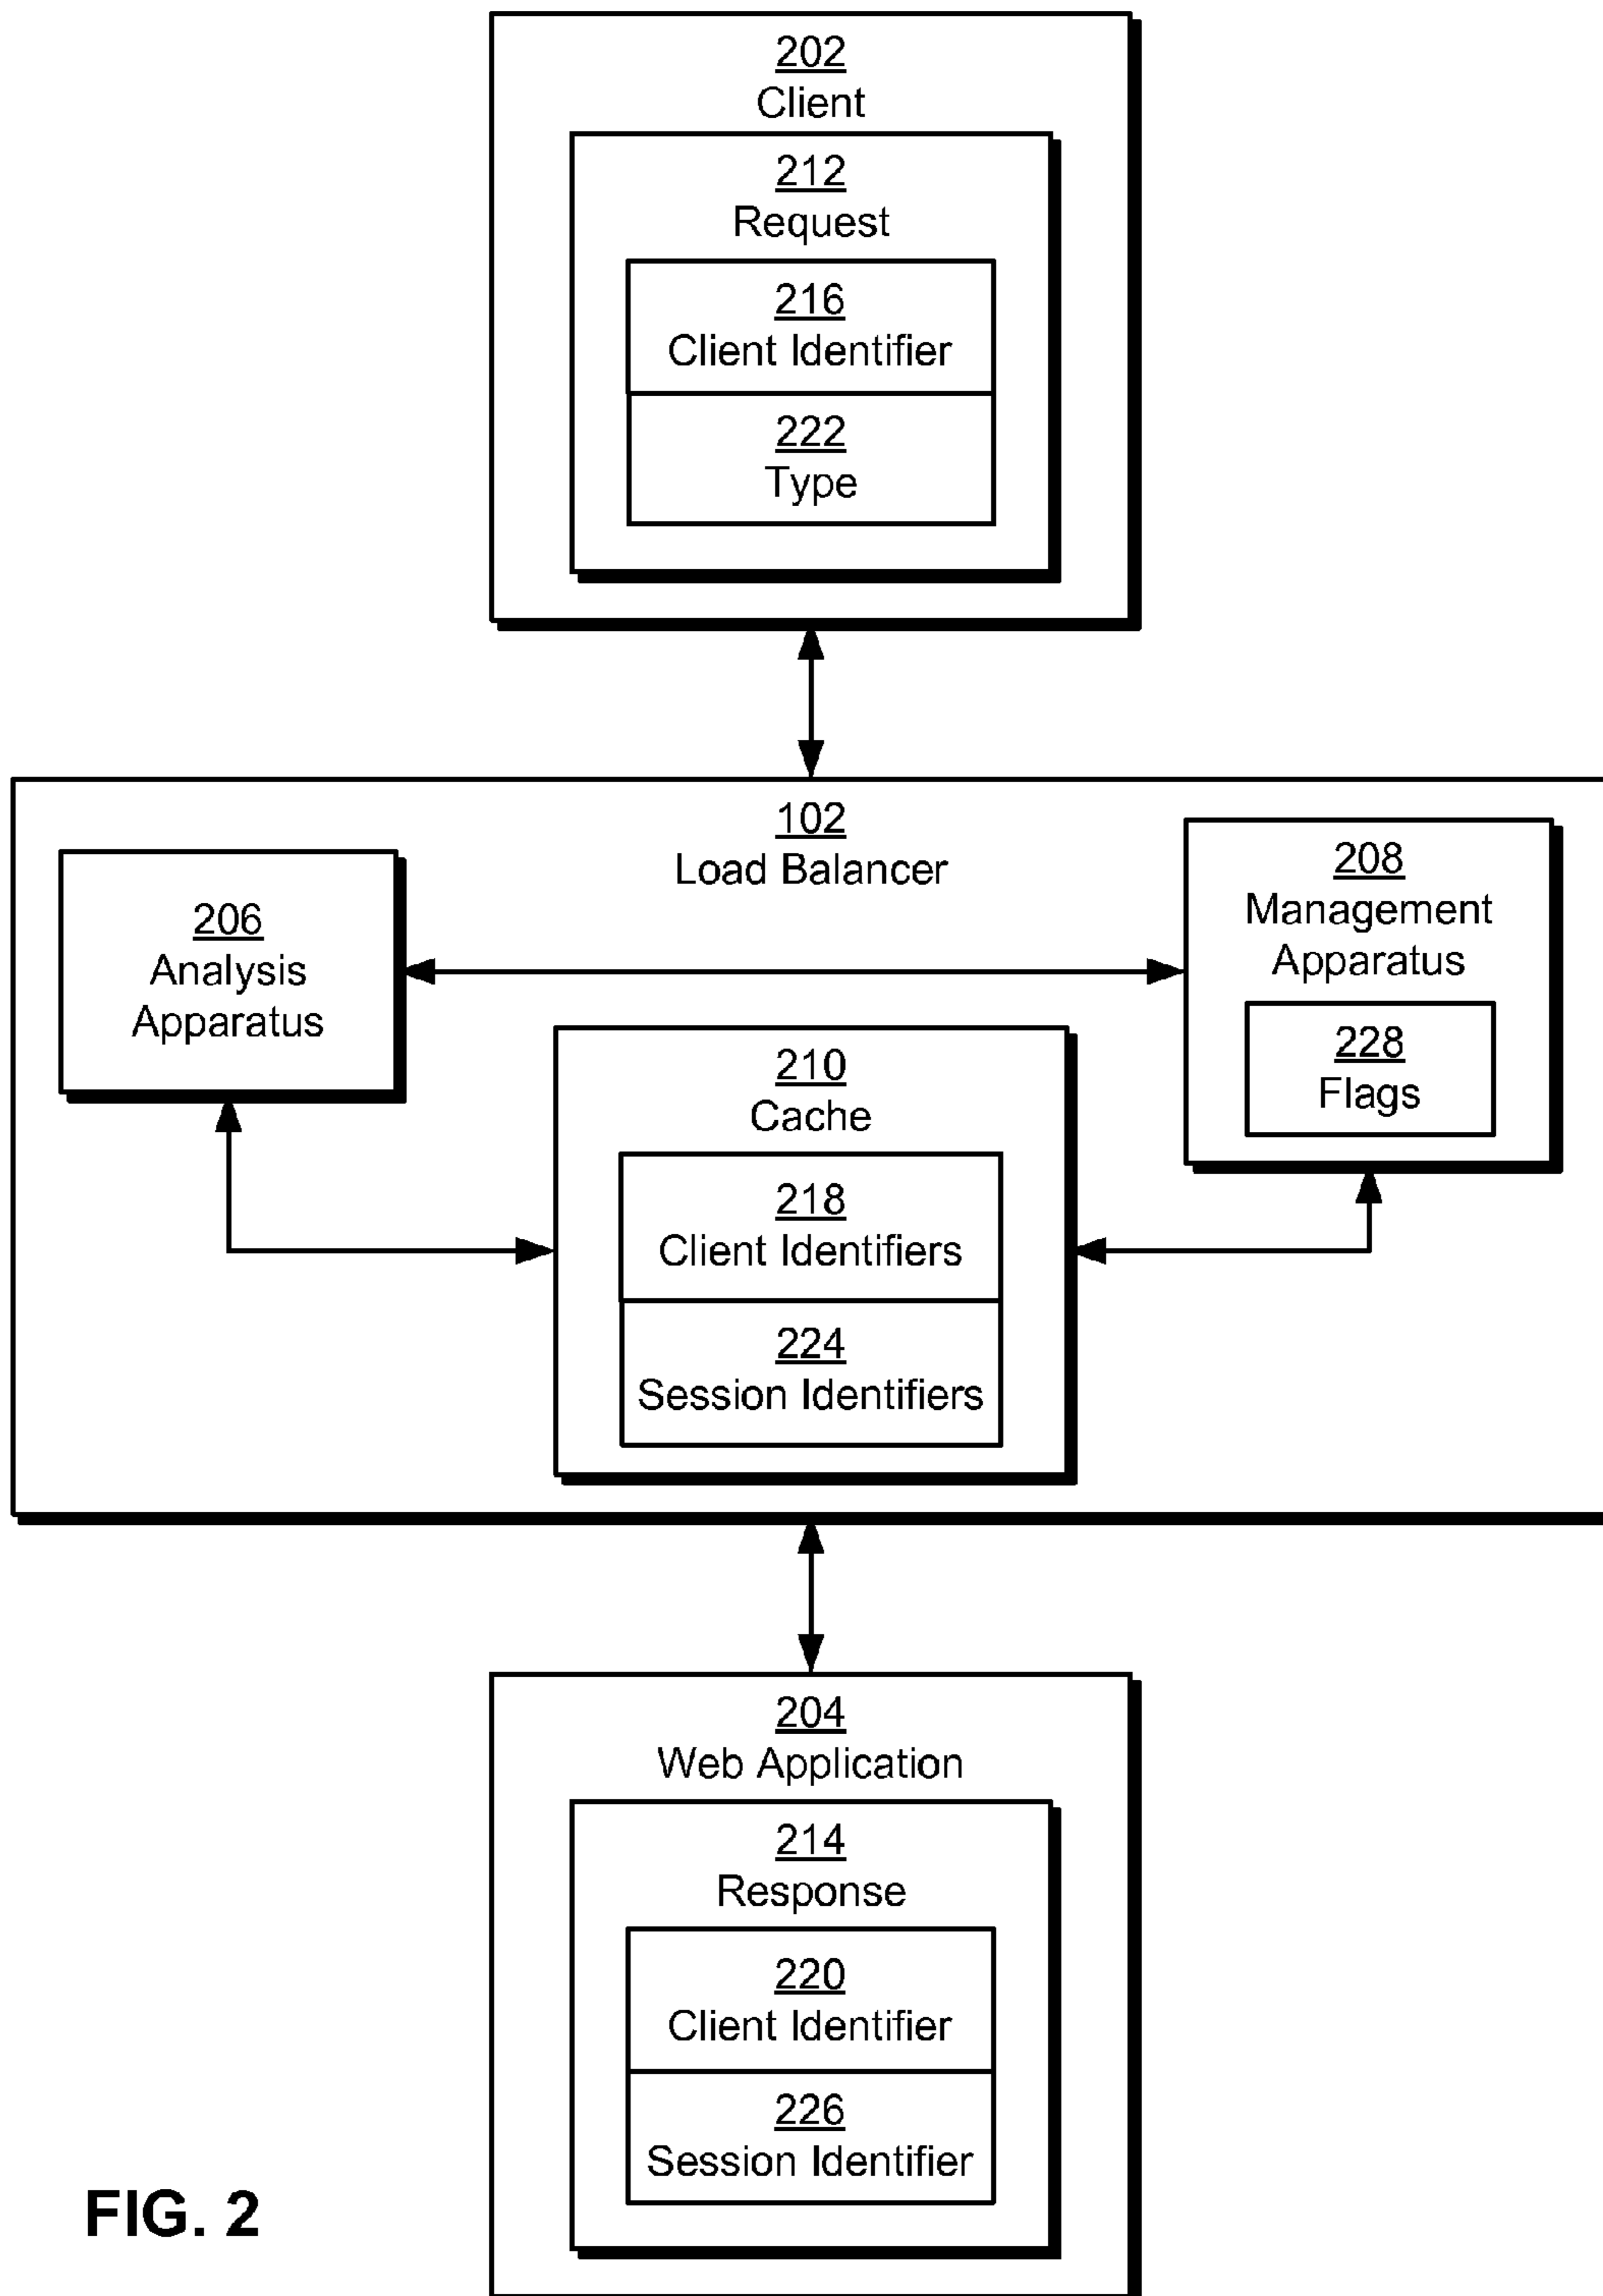 202
Client
212
Request
216
Client Identifier
222
Type
102
Load Balancer
206
Analysis
Apparatus
208
Management
Apparatus
228
Flags
210
Cache
218
Client Identifiers
224
Session Identifiers
204
Web Application
214
Response
220
Client Identifier
226
Session Identifier
FIG. 2